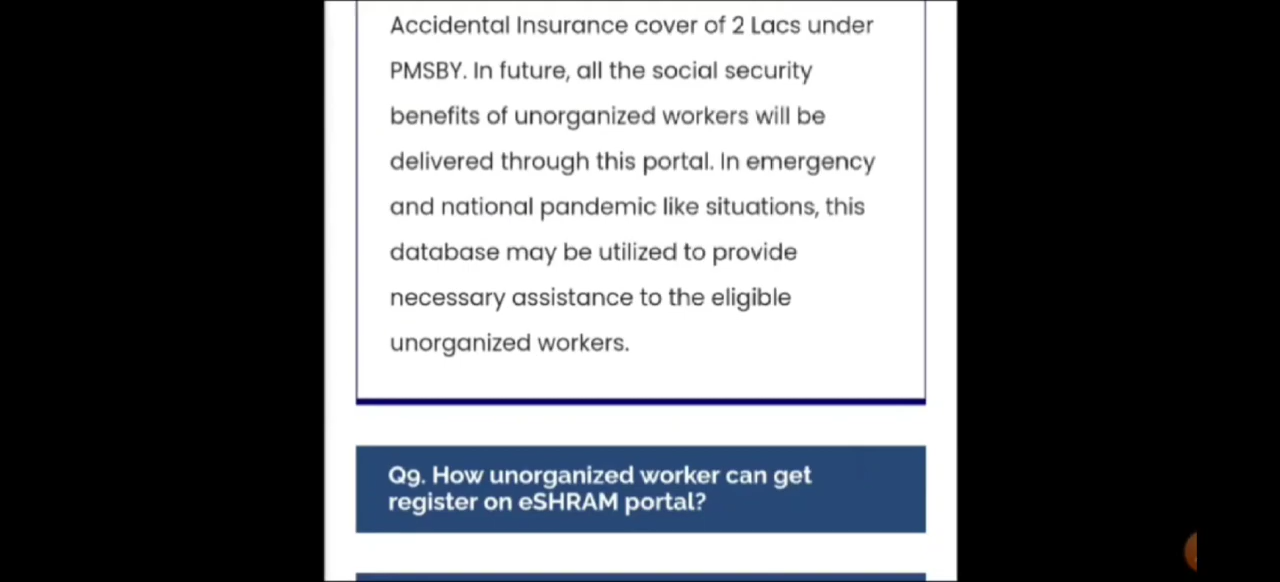 Accidental Insurance cover of 2 Lacs under
PMSBY. In future, all the social security
benefits of unorganized workers will be
delivered through this portal. In emergency
and national pandemic like situations, this
database may be utilized to provide
necessary assistance to the eligible
unorganized workers.
Q9. How unorganized worker can get
register on eSHRAM portal?